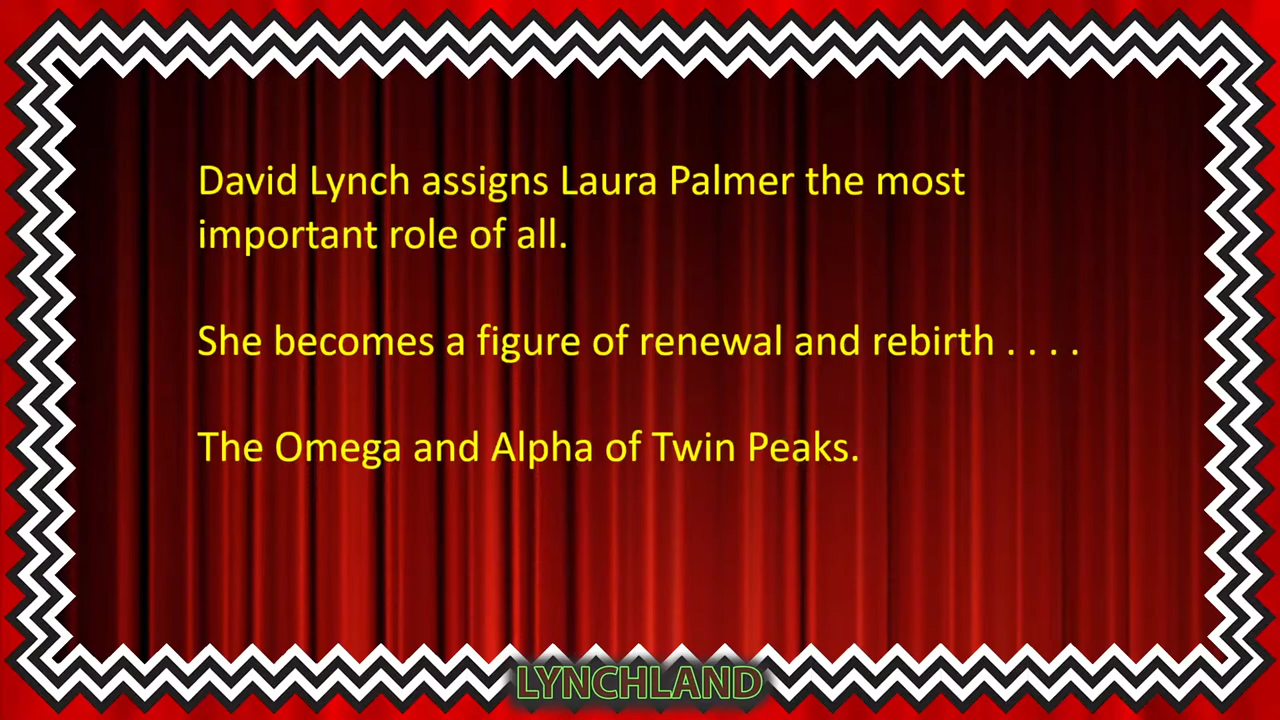 David Lynch assigns Laura Palmer the most
important role of all.
She becomes a figure of renewal and rebirth . . . .
The Omega and Alpha of Twin Peaks.
LYNCHLAND